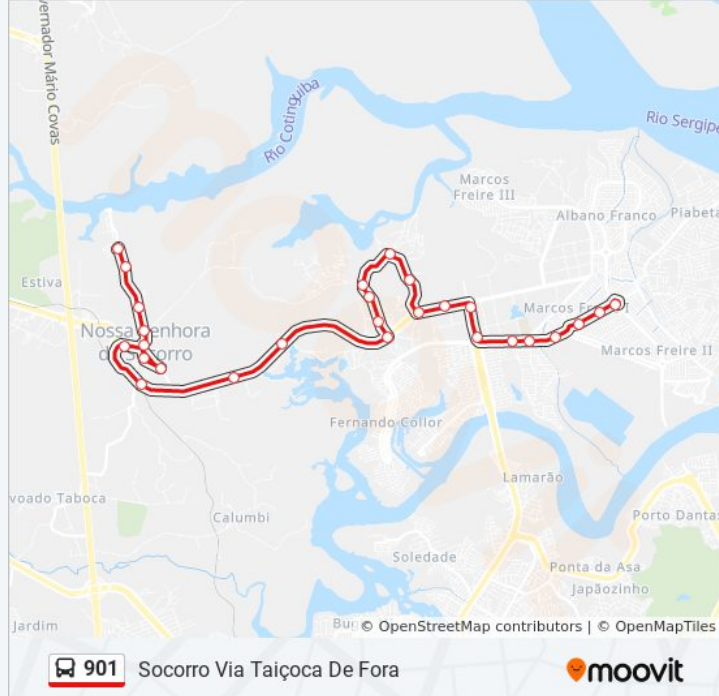 vernador Mário Covas
Rio Cotinguiba
Rio Sergipe
Marcos
Freire III
Albano Franco
Piabetá
Estiva
Marcos Freire I
Nossa Senhora
do Socorro
Marcos Freire II
Fernando Collor
Lamarão
voado Taboca
Calumbi
Porto Dantas
Soledade
Ponta da Asa
Japãozinho
Jardim
Bug
© OpenStreetMap contributors | © OpenMapTiles
901 Socorro Via Taiçoca De Fora moovit